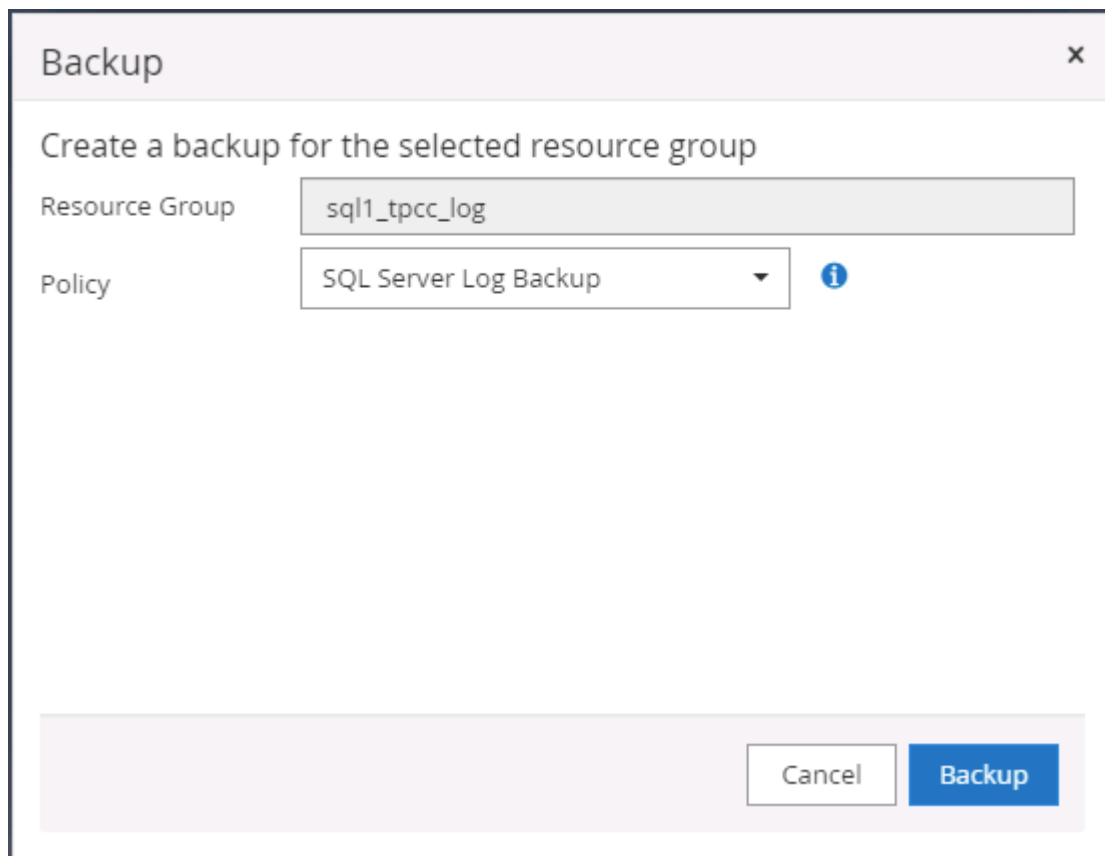 Backup
Create a backup for the selected resource group
Resource Group sql1_tpcc_log
Policy SQL Server Log Backup
Cancel Backup